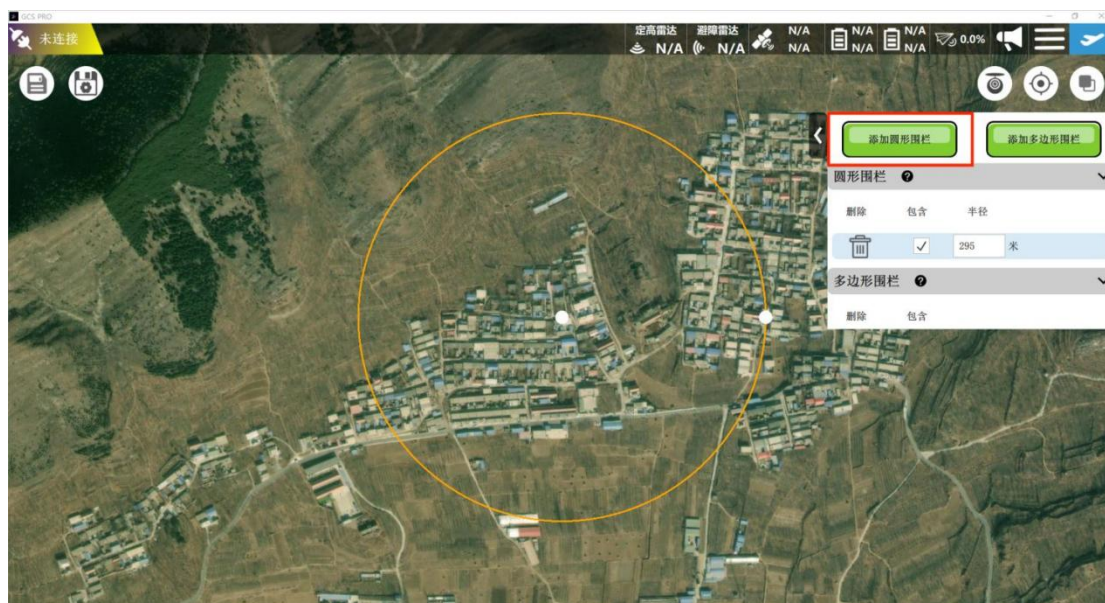 GCS PRO
未连接
定高雷达 避障雷达 N/A N/A N/A
N/A N/A N/A N/A N/A 0.0%
添加圆形围栏 添加多边形围栏
圆形围栏 ?
删除 包含 半径
295 米
多边形围栏 ?
删除 包含